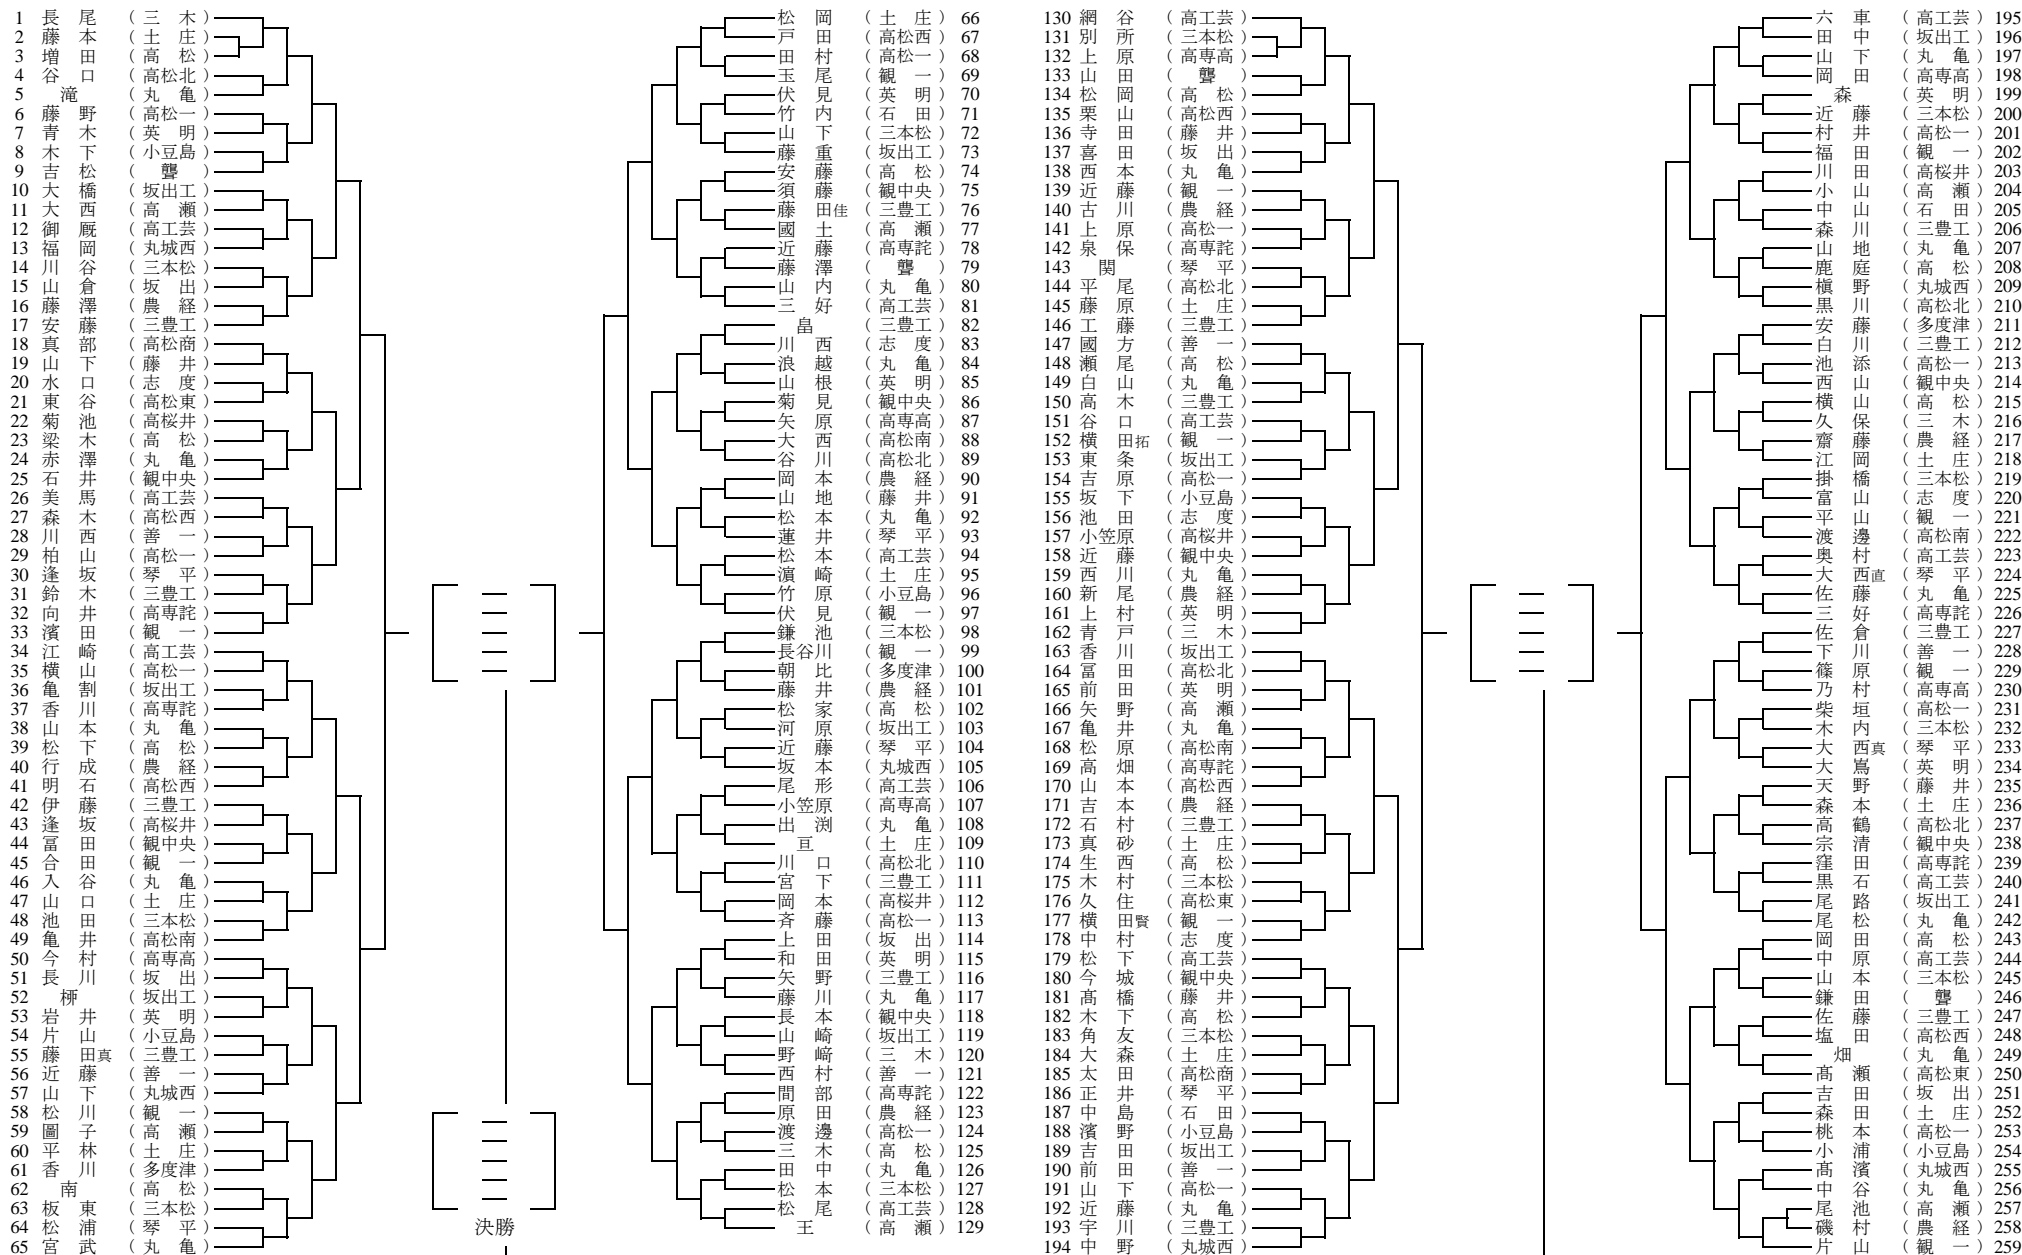 1 長尾 (三木)
2 藤本 (土庄)
3 増田 (高松)
4 谷口 (高松北)
5 滝 (丸亀)
6 藤野 (高松一)
7 青木 (英明)
8 木下 (小豆島)
9 吉松 (聾)
10 大橋 (坂出工)
11 大西 (高瀬)
12 御厩 (高工芸)
13 福岡 (丸城西)
14 川谷 (三本松)
15 山倉 (坂出)
16 藤澤 (農経)
17 安藤 (三豊工)
18 真部 (高松商)
19 山下 (藤井)
20 水口 (志度)
21 東谷 (高松東)
22 菊池 (高桜井)
23 梁木 (高松)
24 赤澤 (丸亀)
25 石井 (観中央)
26 美馬 (高工芸)
27 森木 (高松西)
28 川西 (善一)
29 柏山 (高松一)
30 逢坂 (琴平)
31 鈴木 (三豊工)
32 向井 (高専詫)
33 濱田 (観一)
34 江崎 (高工芸)
35 横山 (高松一)
36 亀割 (坂出工)
37 香川 (高専詫)
38 山本 (丸亀)
39 松下 (高松)
40 行成 (農経)
41 明石 (高松西)
42 伊藤 (三豊工)
43 逢坂 (高桜井)
44 冨田 (観中央)
45 合田 (観一)
46 入谷 (丸亀)
47 山口 (土庄)
48 池田 (三本松)
49 亀井 (高松南)
50 今村 (高専高)
51 長川 (坂出)
52 桺 (坂出工)
53 岩井 (英明)
54 片山 (小豆島)
55 藤田真 (三豊工)
56 近藤 (善一)
57 山下 (丸城西)
58 松川 (観一)
59 圖子 (高瀬)
60 平林 (土庄)
61 香川 (多度津)
62 南 (高松)
63 板東 (三本松)
64 松浦 (琴平)
65 宮武 (丸亀)
決勝
松岡 (土庄) 66
戸田 (高松西) 67
田村 (高松一) 68
玉尾 (観一) 69
伏見 (英明) 70
竹内 (石田) 71
山下 (三本松) 72
藤重 (坂出工) 73
安藤 (高松) 74
須藤 (観中央) 75
藤田佳 (三豊工) 76
國土 (高瀬) 77
近藤 (高専詫) 78
藤澤 (聾) 79
山内 (丸亀) 80
三好 (高工芸) 81
畠 (三豊工) 82
川西 (志度) 83
浪越 (丸亀) 84
山根 (英明) 85
菊見 (観中央) 86
矢原 (高専高) 87
大西 (高松南) 88
谷川 (高松北) 89
岡本 (農経) 90
山地 (藤井) 91
松本 (丸亀) 92
蓮井 (琴平) 93
松本 (高工芸) 94
濵崎 (土庄) 95
竹原 (小豆島) 96
伏見 (観一) 97
鎌池 (三本松) 98
長谷川 (観一) 99
朝比 (多度津) 100
藤井 (農経) 101
松家 (高松) 102
河原 (坂出工) 103
近藤 (琴平) 104
坂本 (丸城西) 105
尾形 (高工芸) 106
小笠原 (高専高) 107
出渕 (丸亀) 108
亘 (土庄) 109
川口 (高松北) 110
宮下 (三豊工) 111
岡本 (高桜井) 112
斉藤 (高松一) 113
上田 (坂出) 114
和田 (英明) 115
矢野 (三豊工) 116
藤川 (丸亀) 117
長本 (観中央) 118
山崎 (坂出工) 119
野﨑 (三木) 120
西村 (善一) 121
間部 (高専詫) 122
原田 (農経) 123
渡邊 (高松一) 124
三木 (高松) 125
田中 (丸亀) 126
松本 (三本松) 127
松尾 (高工芸) 128
王 (高瀬) 129
130 網谷 (高工芸)
131 別所 (三本松)
132 上原 (高専高)
133 山田 (聾)
134 松岡 (高松)
135 栗山 (高松西)
136 寺田 (藤井)
137 喜田 (坂出)
138 西本 (丸亀)
139 近藤 (観一)
140 古川 (農経)
141 上原 (高松一)
142 泉保 (高専詫)
143 関 (琴平)
144 平尾 (高松北)
145 藤原 (土庄)
146 工藤 (三豊工)
147 國方 (善一)
148 瀬尾 (高松)
149 白山 (丸亀)
150 高木 (三豊工)
151 谷口 (高工芸)
152 横田拓 (観一)
153 東条 (坂出工)
154 吉原 (高松一)
155 坂下 (小豆島)
156 池田 (志度)
157 小笠原 (高桜井)
158 近藤 (観中央)
159 西川 (丸亀)
160 新尾 (農経)
161 上村 (英明)
162 青戸 (三木)
163 香川 (坂出工)
164 冨田 (高松北)
165 前田 (英明)
166 矢野 (高瀬)
167 亀井 (丸亀)
168 松原 (高松南)
169 高畑 (高専詫)
170 山本 (高松西)
171 吉本 (農経)
172 石村 (三豊工)
173 真砂 (土庄)
174 生西 (高松)
175 木村 (三本松)
176 久住 (高松東)
177 横田賢 (観一)
178 中村 (志度)
179 松下 (高工芸)
180 今城 (観中央)
181 髙橋 (藤井)
182 木下 (高松)
183 角友 (三本松)
184 大森 (土庄)
185 太田 (高松商)
186 正井 (琴平)
187 中島 (石田)
188 濱野 (小豆島)
189 吉田 (坂出工)
190 前田 (善一)
191 山下 (高松一)
192 近藤 (丸亀)
193 宇川 (三豊工)
194 中野 (丸城西)
六車 (高工芸) 195
田中 (坂出工) 196
山下 (丸亀) 197
岡田 (高専高) 198
森 (英明) 199
近藤 (三本松) 200
村井 (高松一) 201
福田 (観一) 202
川田 (高桜井) 203
小山 (高瀬) 204
中山 (石田) 205
森川 (三豊工) 206
山地 (丸亀) 207
鹿庭 (高松) 208
槇野 (丸城西) 209
黒川 (高松北) 210
安藤 (多度津) 211
白川 (三豊工) 212
池添 (高松一) 213
西山 (観中央) 214
横山 (高松) 215
久保 (三木) 216
齋藤 (農経) 217
江岡 (土庄) 218
掛橋 (三本松) 219
富山 (志度) 220
平山 (観一) 221
渡邊 (高松南) 222
奥村 (高工芸) 223
大西直 (琴平) 224
佐藤 (丸亀) 225
三好 (高専詫) 226
佐倉 (三豊工) 227
下川 (善一) 228
篠原 (観一) 229
乃村 (高専高) 230
柴垣 (高松一) 231
木内 (三本松) 232
大西真 (琴平) 233
大嶌 (英明) 234
天野 (藤井) 235
森本 (土庄) 236
高鶴 (高松北) 237
宗清 (観中央) 238
窪田 (高専詫) 239
黒石 (高工芸) 240
尾路 (坂出工) 241
尾松 (丸亀) 242
岡田 (高松) 243
中原 (高工芸) 244
山本 (三本松) 245
鎌田 (聾) 246
佐藤 (三豊工) 247
塩田 (高松西) 248
畑 (丸亀) 249
髙瀬 (高松東) 250
吉田 (坂出) 251
森田 (土庄) 252
桃本 (高松一) 253
小浦 (小豆島) 254
髙濱 (丸城西) 255
中谷 (丸亀) 256
尾池 (高瀬) 257
磯村 (農経) 258
片山 (観一) 259